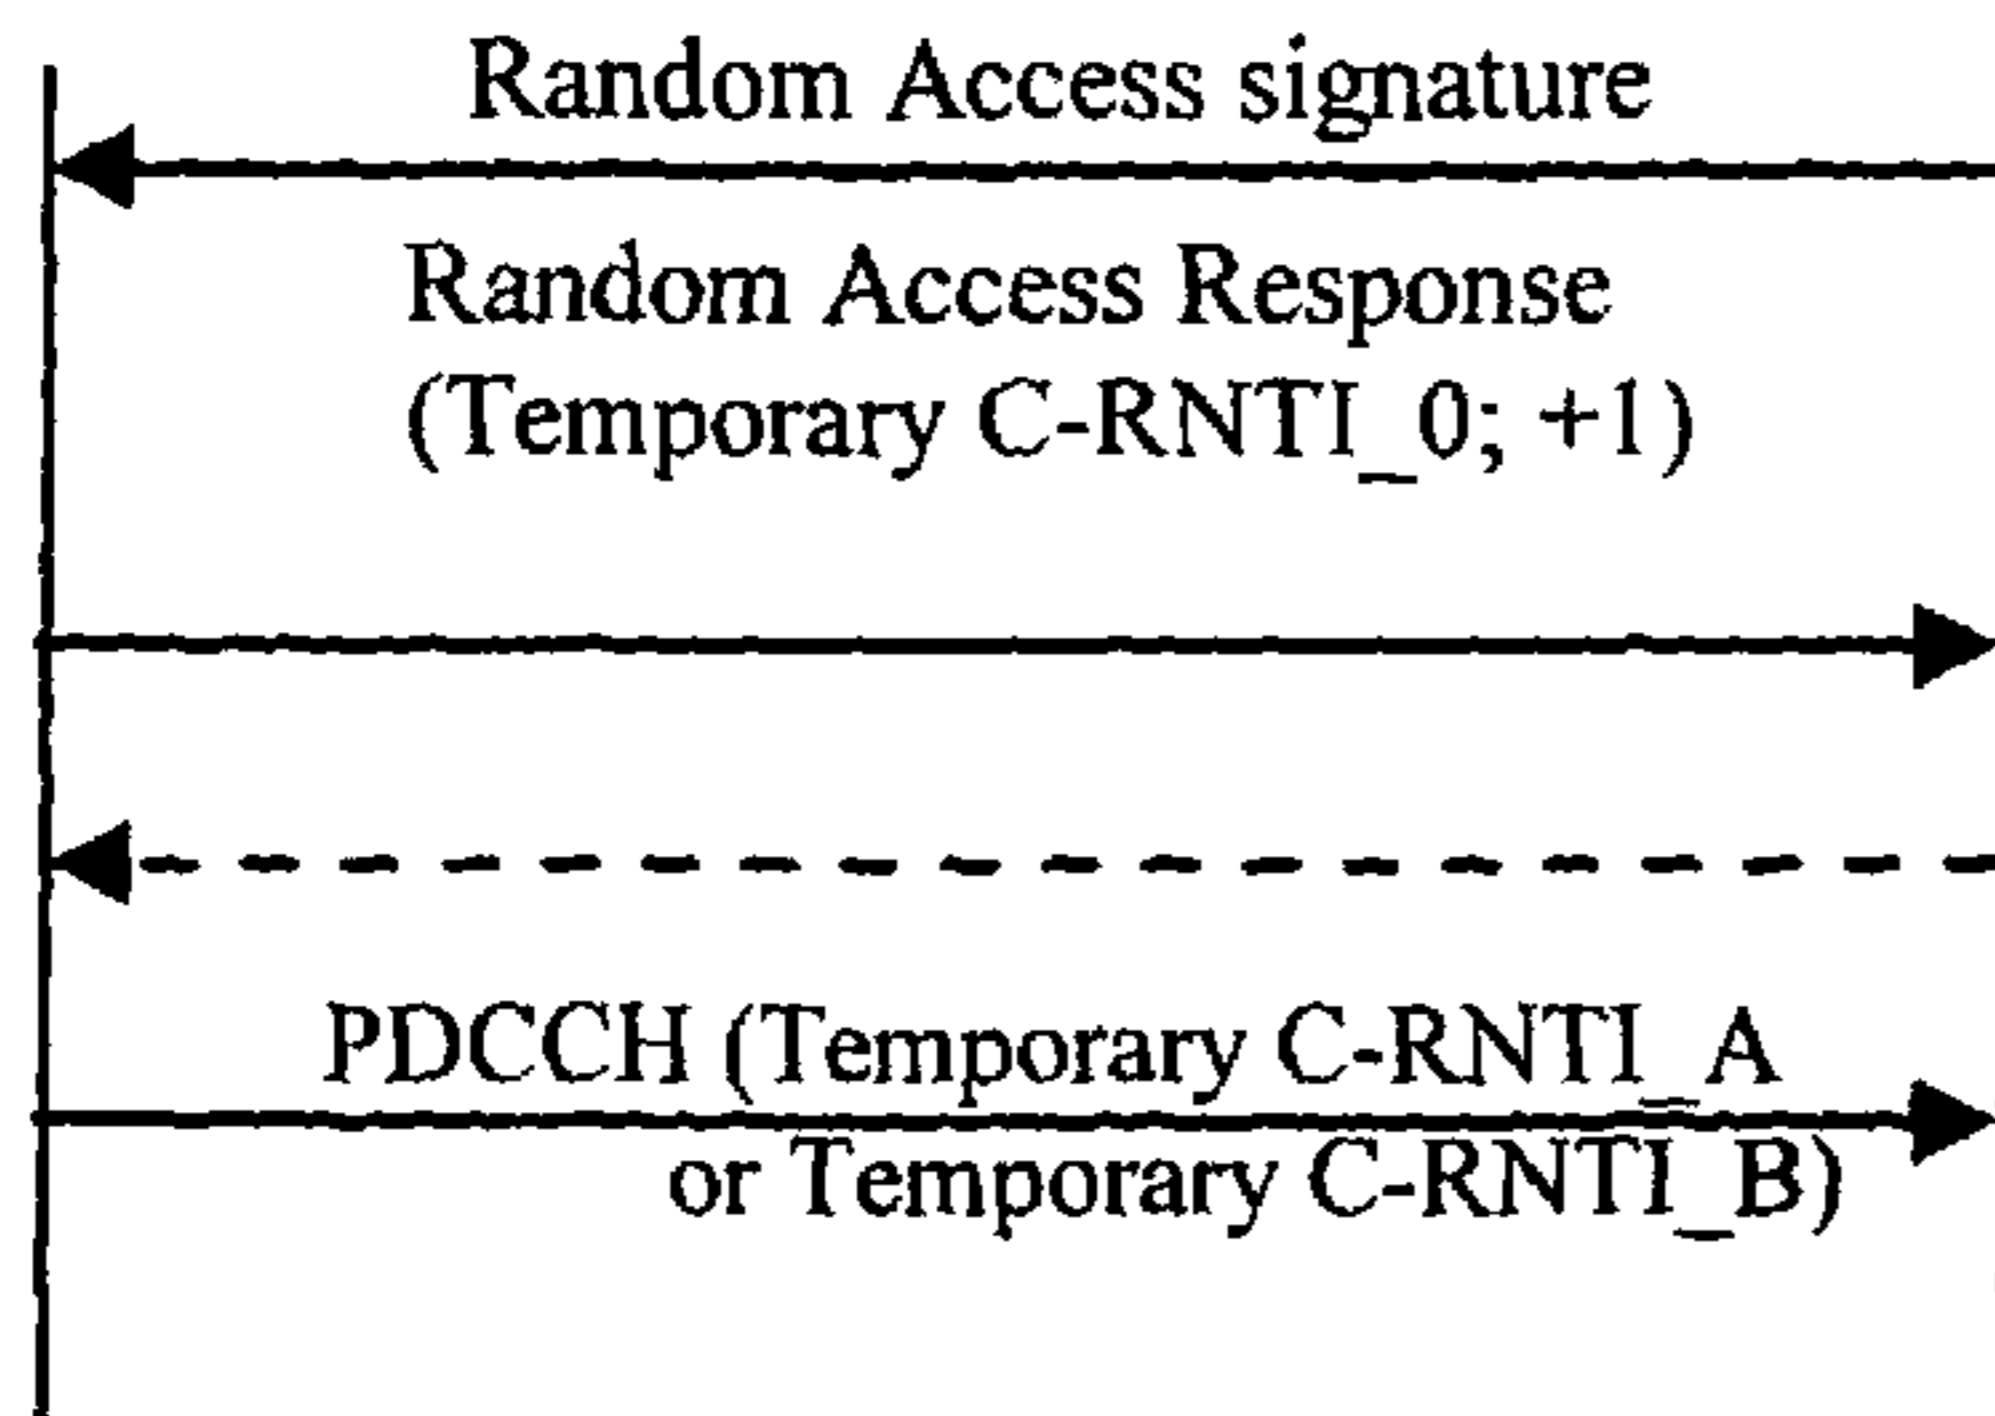 Random Access signature
Random Access Response
(Temporary C-RNTI_0; +1)
PDCCH (Temporary C-RNTI_A
or Temporary C-RNTI_B)